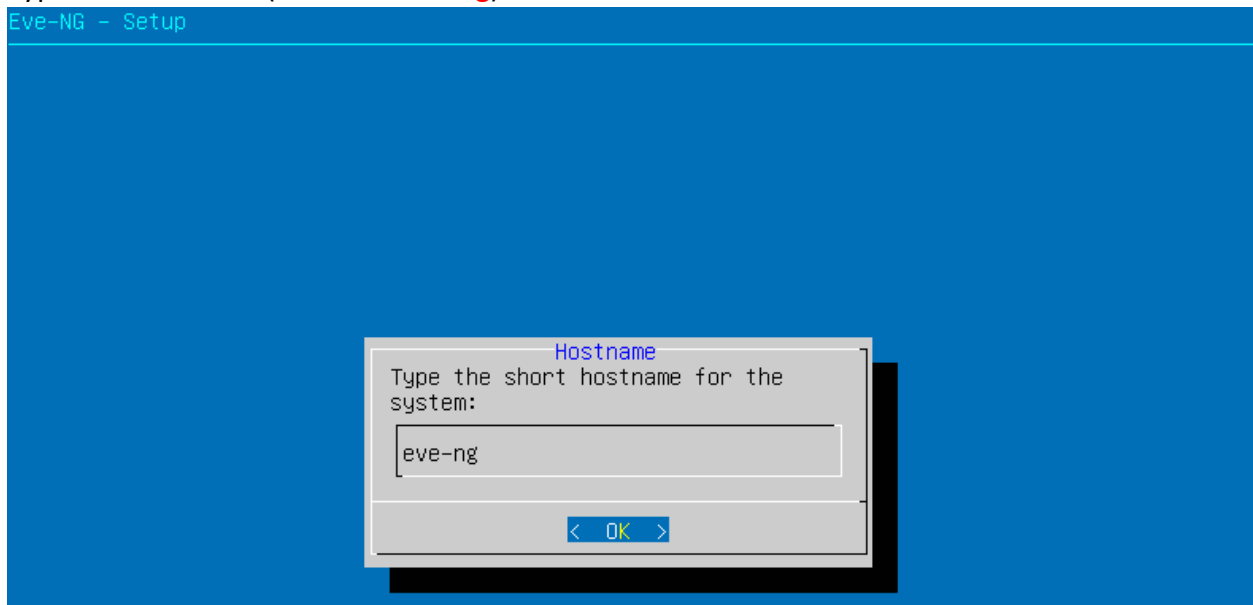 Eve-NG - Setup
Hostname
Type the short hostname for the
system:
eve-ng
< OK >